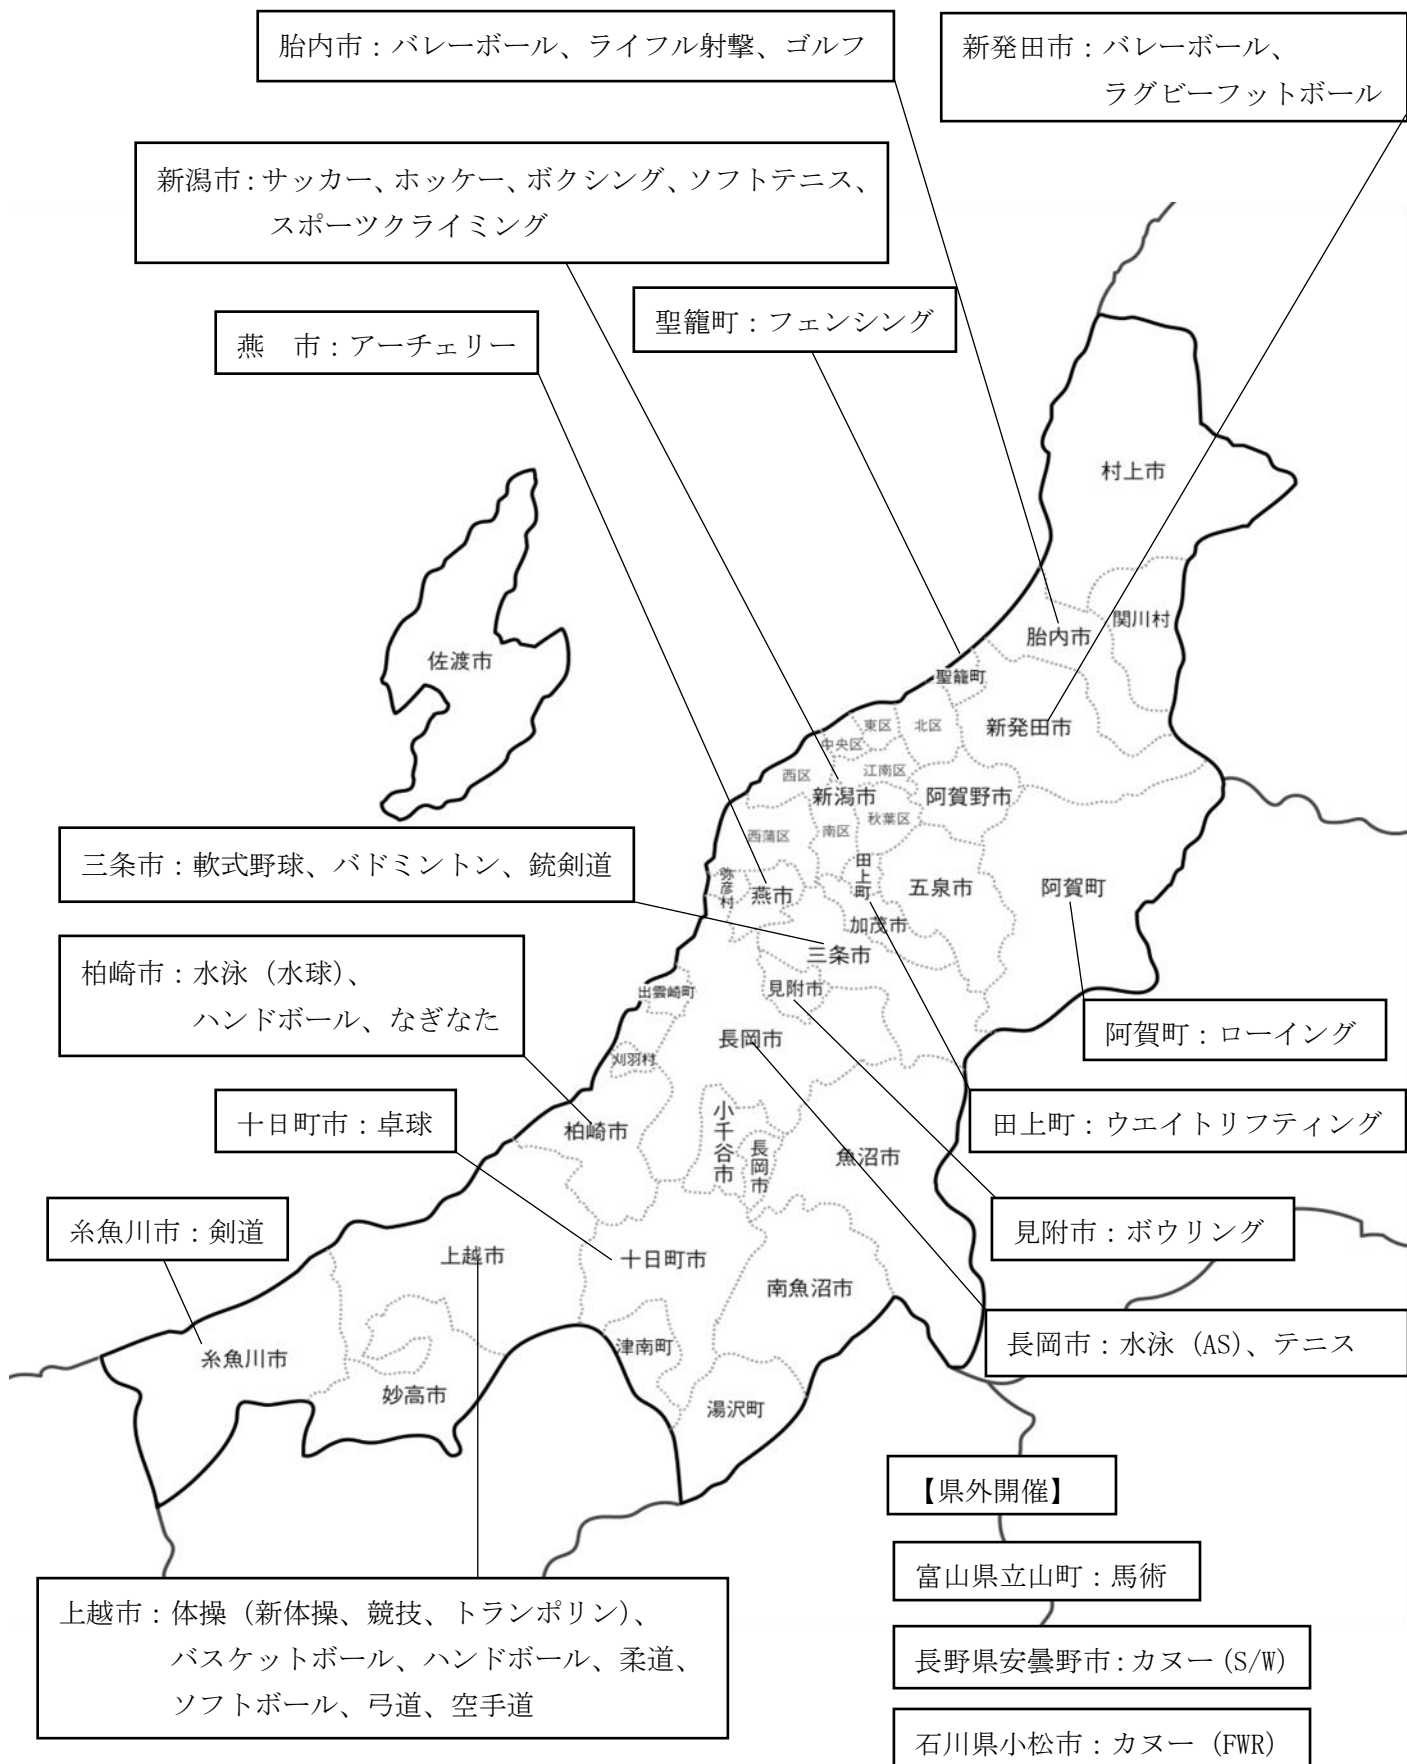 胎内市：バレーボール、ライフル射撃、ゴルフ
新発田市：バレーボール、
ラグビーフットボール
新潟市：サッカー、ホッケー、ボクシング、ソフトテニス、
スポーツクライミング
聖籠町：フェンシング
燕　市：アーチェリー
村上市
関川村
胎内市
佐渡市
聖籠町
新発田市
東区
北区
中央区
西区
江南区
新潟市
阿賀野市
秋葉区
南区
西蒲区
三条市：軟式野球、バドミントン、銃剣道
田上町
弥彦村
燕市
五泉市
阿賀町
加茂市
三条市
柏崎市：水泳（水球）、
ハンドボール、なぎなた
見附市
出雲崎町
阿賀町：ローイング
長岡市
刈羽村
十日町市：卓球
田上町：ウエイトリフティング
柏崎市
小千谷市
長岡市
魚沼市
糸魚川市：剣道
見附市：ボウリング
上越市
十日町市
南魚沼市
長岡市：水泳（AS）、テニス
糸魚川市
津南町
妙高市
湯沢町
【県外開催】
富山県立山町：馬術
上越市：体操（新体操、競技、トランポリン）、
バスケットボール、ハンドボール、柔道、
ソフトボール、弓道、空手道
長野県安曇野市：カヌー（S/W）
石川県小松市：カヌー（FWR）